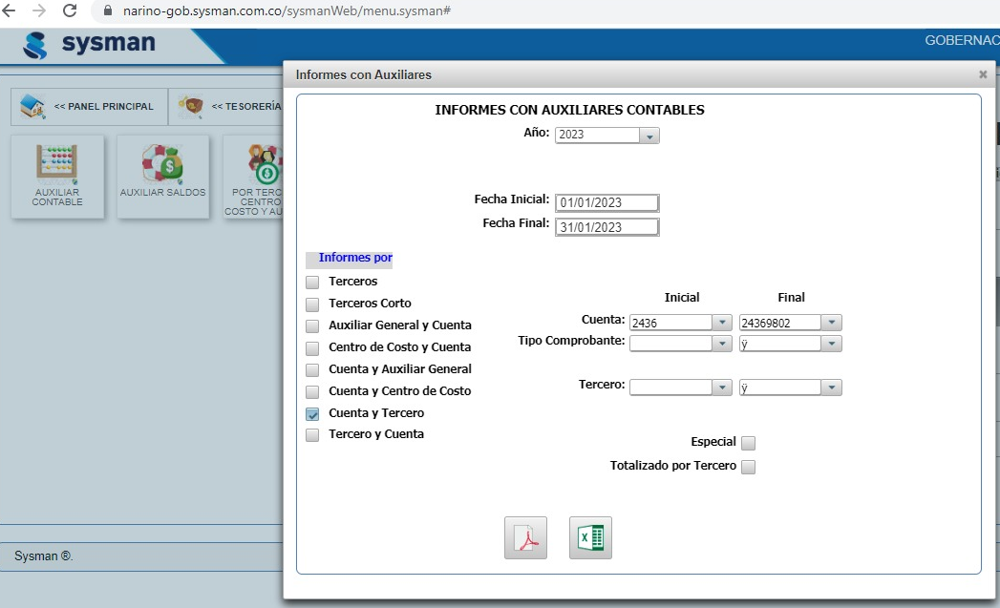 narino-gob.sysman.com.co/sysmanWeb/menu.sysman#
sysman
GOBERNAC
Informes con Auxiliares
<< PANEL PRINCIPAL
<< TESORERÍA
AUXILIAR
CONTABLE
AUXILIAR SALDOS
POR TERC
CENTRO
COSTO Y AU
INFORMES CON AUXILIARES CONTABLES
Año: 2023
Fecha Inicial: 01/01/2023
Fecha Final: 31/01/2023
Informes por
Terceros
Terceros Corto
Auxiliar General y Cuenta
Centro de Costo y Cuenta
Cuenta y Auxiliar General
Cuenta y Centro de Costo
Cuenta y Tercero
Tercero y Cuenta
Inicial Final
Cuenta: 2436 24369802
Tipo Comprobante: ÿ
Tercero: ÿ
Especial
Totalizado por Tercero
Sysman ®.